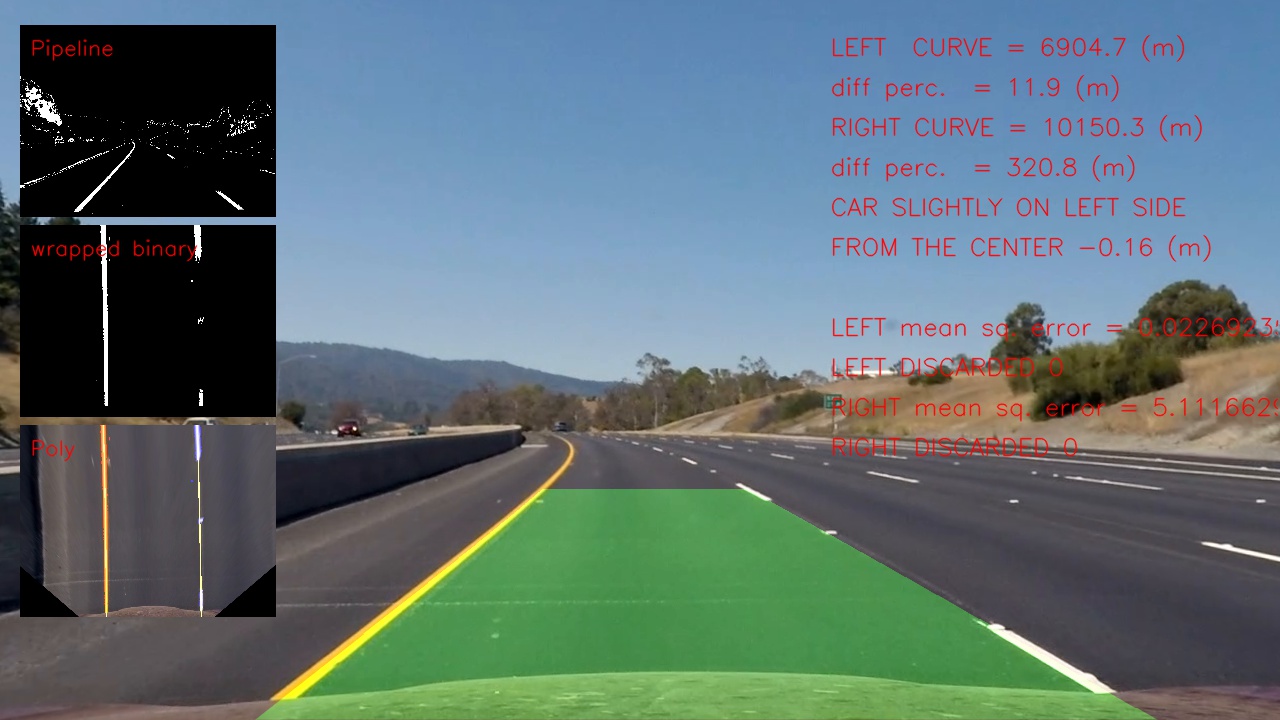 Pipeline
wrapped binary
Poly
LEFT CURVE = 6904.7 (m)
diff perc. = 11.9 (m)
RIGHT CURVE = 10150.3 (m)
diff perc. = 320.8 (m)
CAR SLIGHTLY ON LEFT SIDE
FROM THE CENTER -0.16 (m)
LEFT mean sq. error = 0.0226923
LEFT DISCARDED 0
RIGHT mean sq. error = 5.111662
RIGHT DISCARDED 0